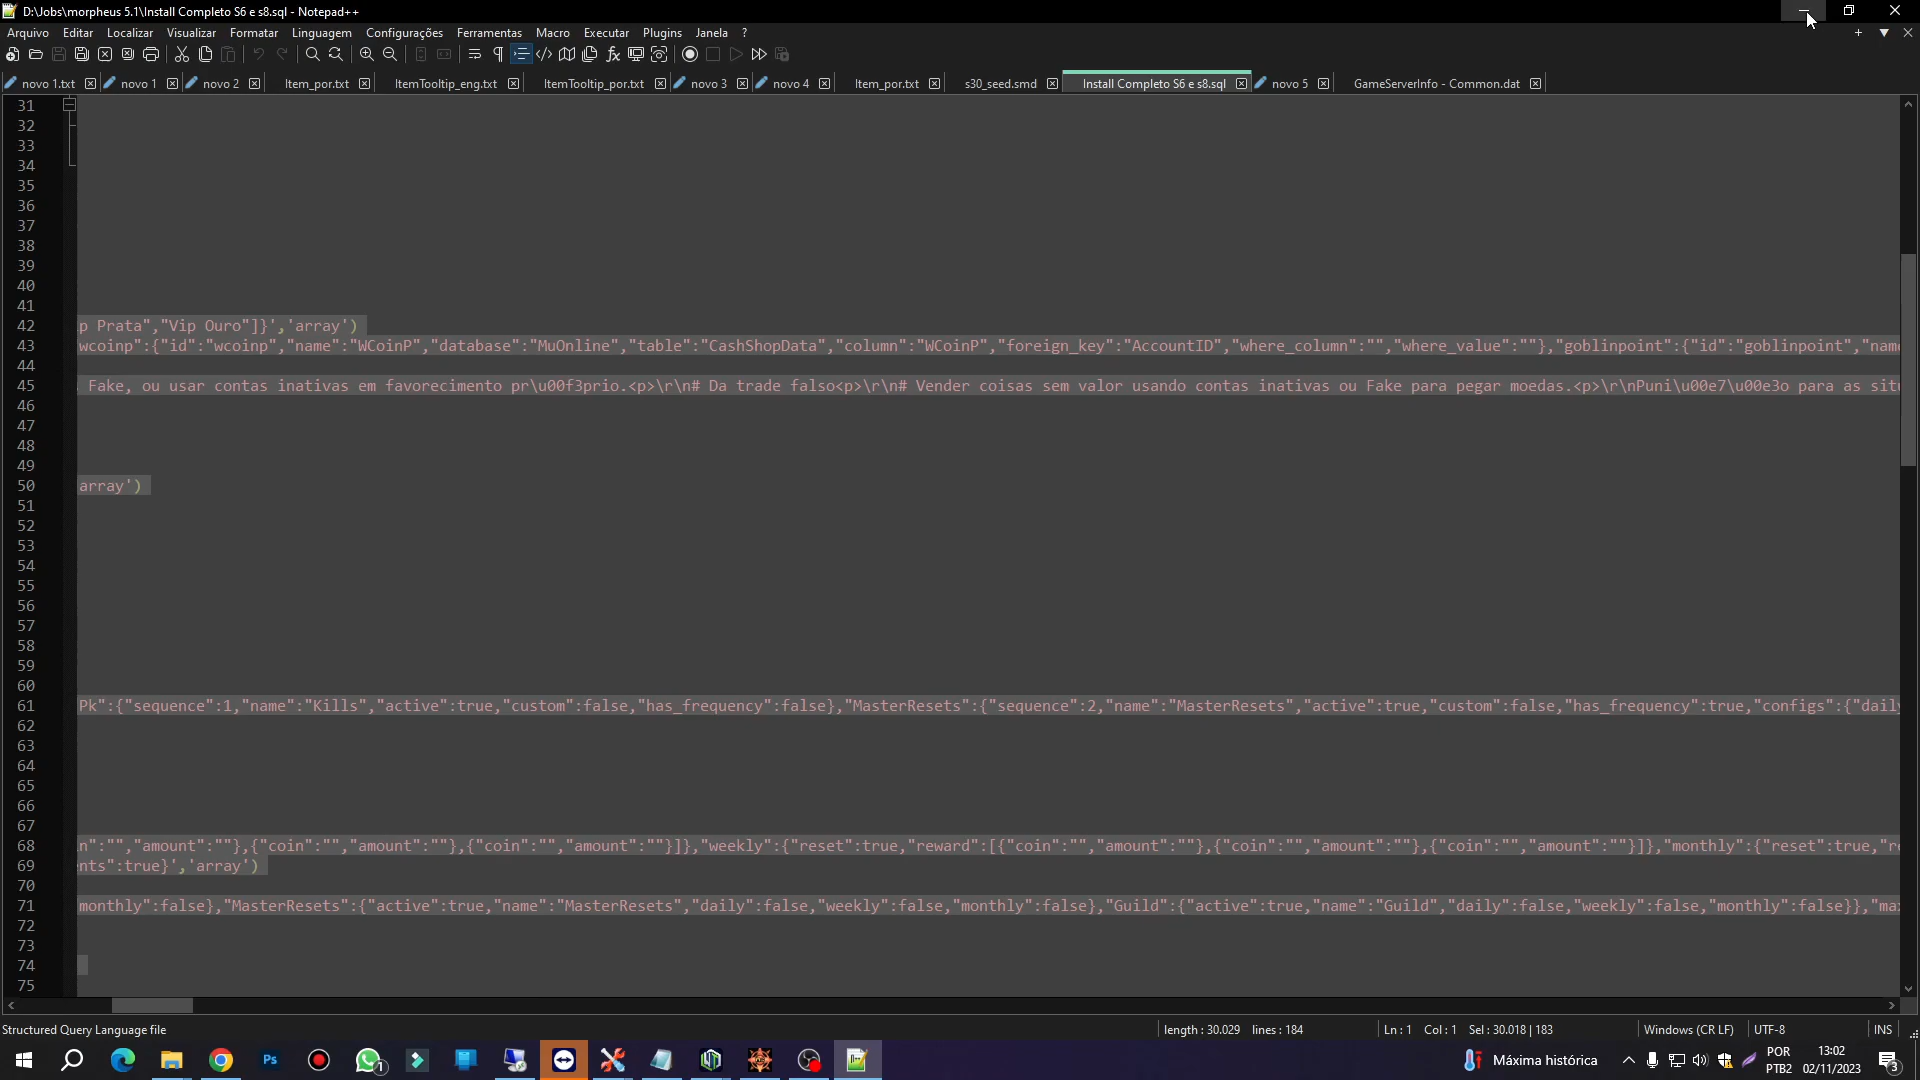 D:\Jobs\morpheus 5.1\Install Completo S6 e s8.sql - Notepad++
Arquivo Editar Localizar Visualizar Formatar Linguagem Configurações Ferramentas Macro Executar Plugins Janela ?
novo 1.txt novo 1 novo 2 Item_por.txt ItemTooltip_eng.txt ItemTooltip_por.txt novo 3 novo 4 Item_por.txt s30_seed.smd Install Completo S6 e s8.sql novo 5 GameServerInfo - Common.dat
31
32
33
34
35
36
37
38
39
40
41
42 p Prata","Vip Ouro"]}','array')
43 wcoinp":{"id":"wcoinp","name":"WCoinP","database":"MuOnline","table":"CashShopData","column":"WCoinP","foreign_key":"AccountID","where_column":"","where_value":""},"goblinpoint":{"id":"goblinpoint","nam
44
45 Fake, ou usar contas inativas em favorecimento pr\u00f3prio.<p>\r\n# Da trade falso<p>\r\n# Vender coisas sem valor usando contas inativas ou Fake para pegar moedas.<p>\r\nPuni\u00e7\u00e3o para as sit
46
47
48
49
50 array')
51
52
53
54
55
56
57
58
59
60
61 Pk":{"sequence":1,"name":"Kills","active":true,"custom":false,"has_frequency":false},"MasterResets":{"sequence":2,"name":"MasterResets","active":true,"custom":false,"has_frequency":true,"configs":{"dail
62
63
64
65
66
67
68 n":"","amount":""},{"coin":"","amount":""},{"coin":"","amount":""}]},"weekly":{"reset":true,"reward":[{"coin":"","amount":""},{"coin":"","amount":""},{"coin":"","amount":""}]},"monthly":{"reset":true,"r
69 nts":true}','array')
70
71 monthly":false},"MasterResets":{"active":true,"name":"MasterResets","daily":false,"weekly":false,"monthly":false},"Guild":{"active":true,"name":"Guild","daily":false,"weekly":false,"monthly":false}},"ma
72
73
74
75
Structured Query Language file length : 30.029 lines : 184 Ln : 1 Col : 1 Sel : 30.018 | 183 Windows (CR LF) UTF-8 INS
Ps 1 Máxima histórica POR PTB2 13:02 02/11/2023 3